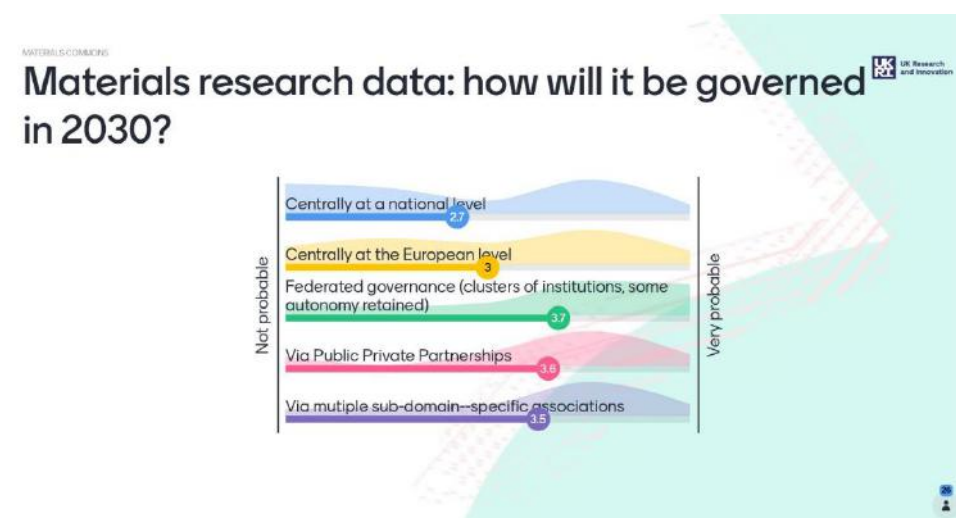 MATERIALS COMMONS
Materials research data: how will it be governed
in 2030?
UK
RI
UK Research
and Innovation
Not probable
Centrally at a national level
2.7
Centrally at the European level
3
Federated governance (clusters of institutions, some
autonomy retained)
3.7
Via Public Private Partnerships
3.6
Via mutiple sub-domain--specific associations
3.5
Very probable
26